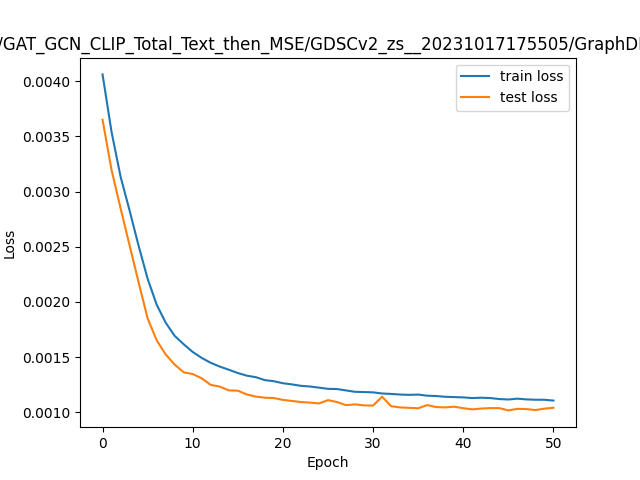 /GAT_GCN_CLIP_Total_Text_then_MSE/GDSCv2_zs__20231017175505/GraphDI
train loss
test loss
0.0040
0.0035
0.0030
0.0025
0.0020
0.0015
0.0010
Loss
0 10 20 30 40 50
Epoch